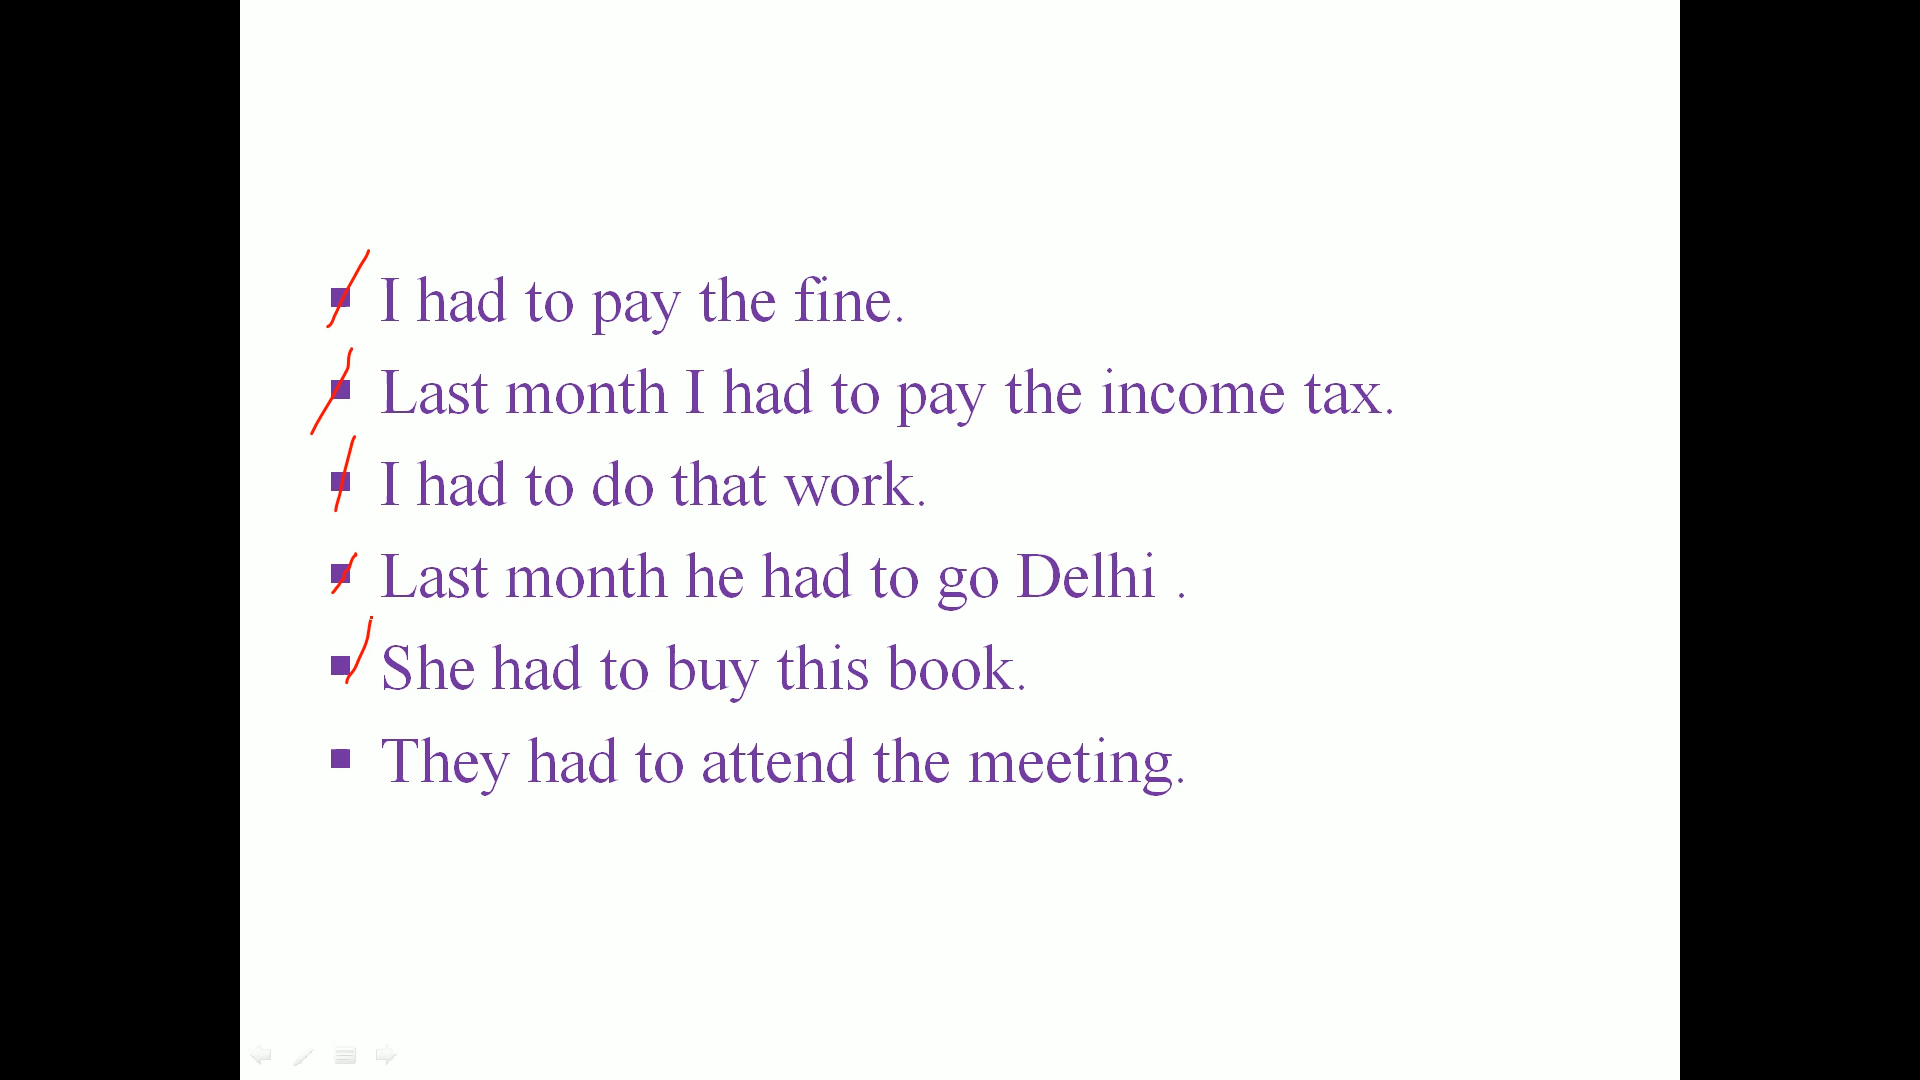 I had to pay the fine.
Last month I had to pay the income tax.
I had to do that work.
Last month he had to go Delhi .
She had to buy this book.
They had to attend the meeting.